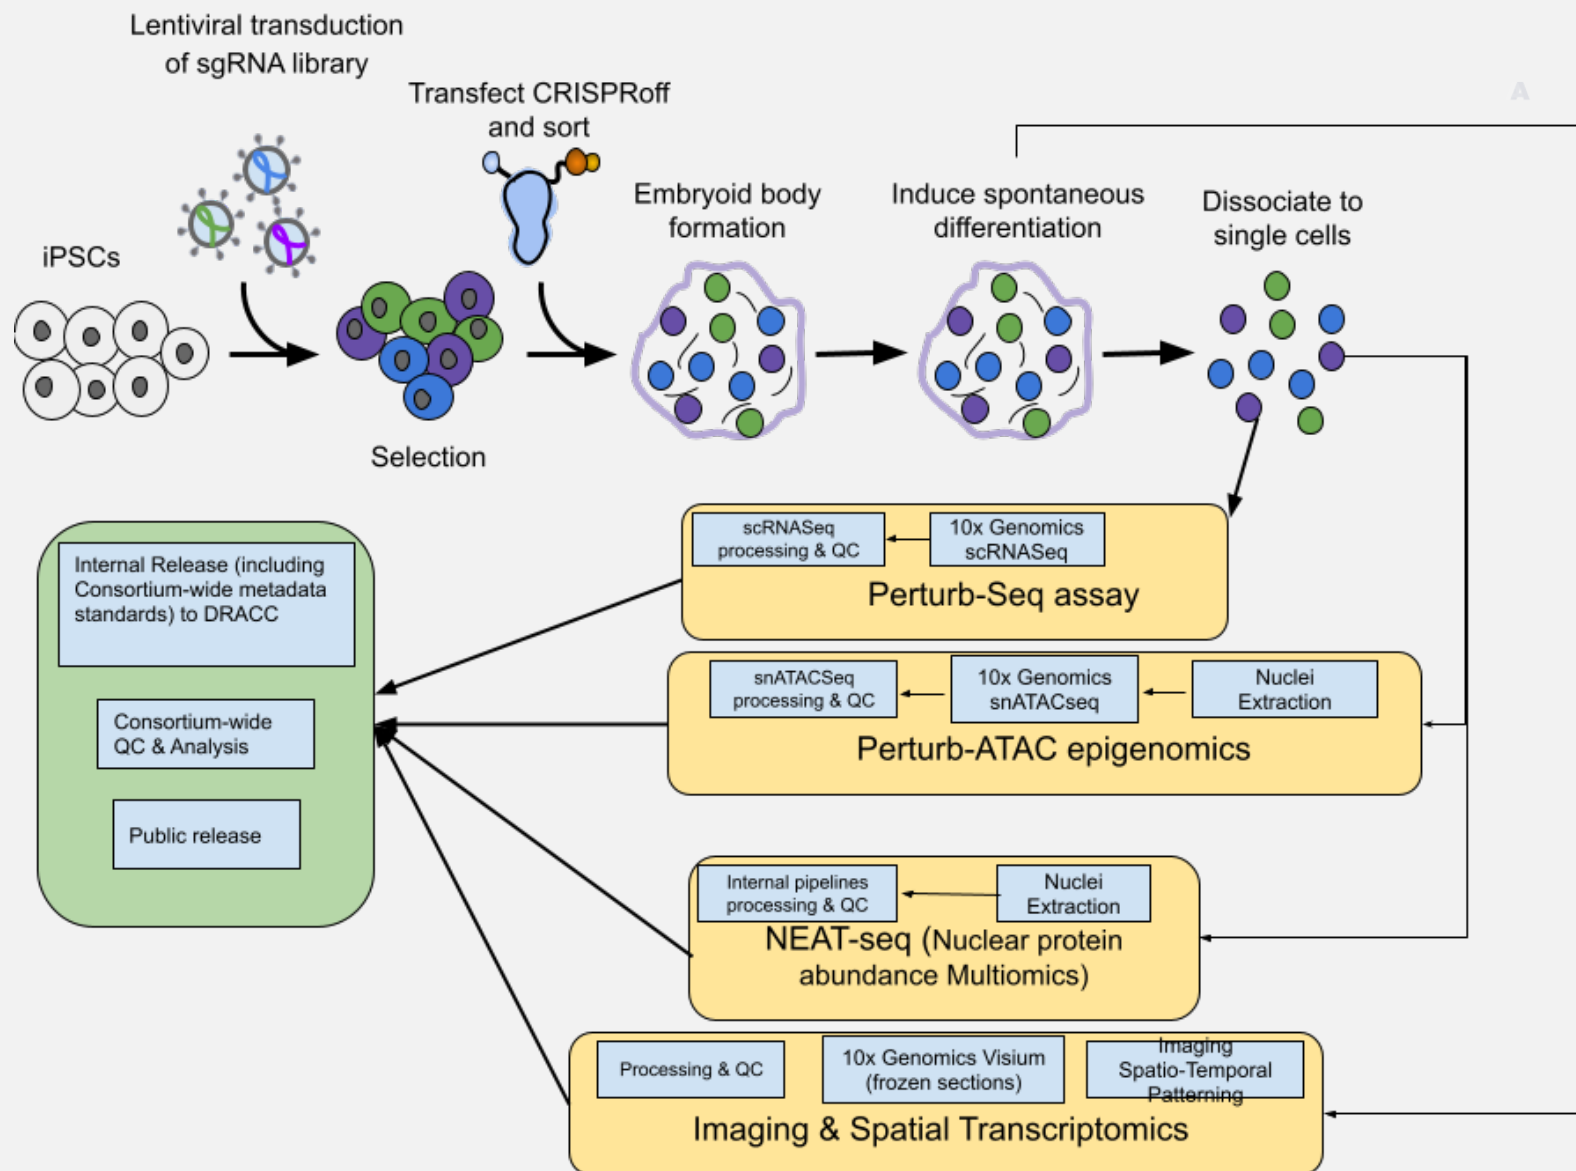 Lentiviral transduction
of sgRNA library
Transfect CRISPRoff
and sort
A
Embryoid body
formation
Induce spontaneous
differentiation
Dissociate to
single cells
iPSCs
Selection
scRNASeq
processing & QC
10x Genomics
scRNASeq
Perturb-Seq assay
Internal Release (including
Consortium-wide metadata
standards) to DRACC
Consortium-wide
QC & Analysis
Public release
snATACSeq
processing & QC
10x Genomics
snATACseq
Nuclei
Extraction
Perturb-ATAC epigenomics
Internal pipelines
processing & QC
Nuclei
Extraction
NEAT-seq (Nuclear protein
abundance Multiomics)
Processing & QC
10x Genomics Visium
(frozen sections)
Imaging
Spatio-Temporal
Patterning
Imaging & Spatial Transcriptomics